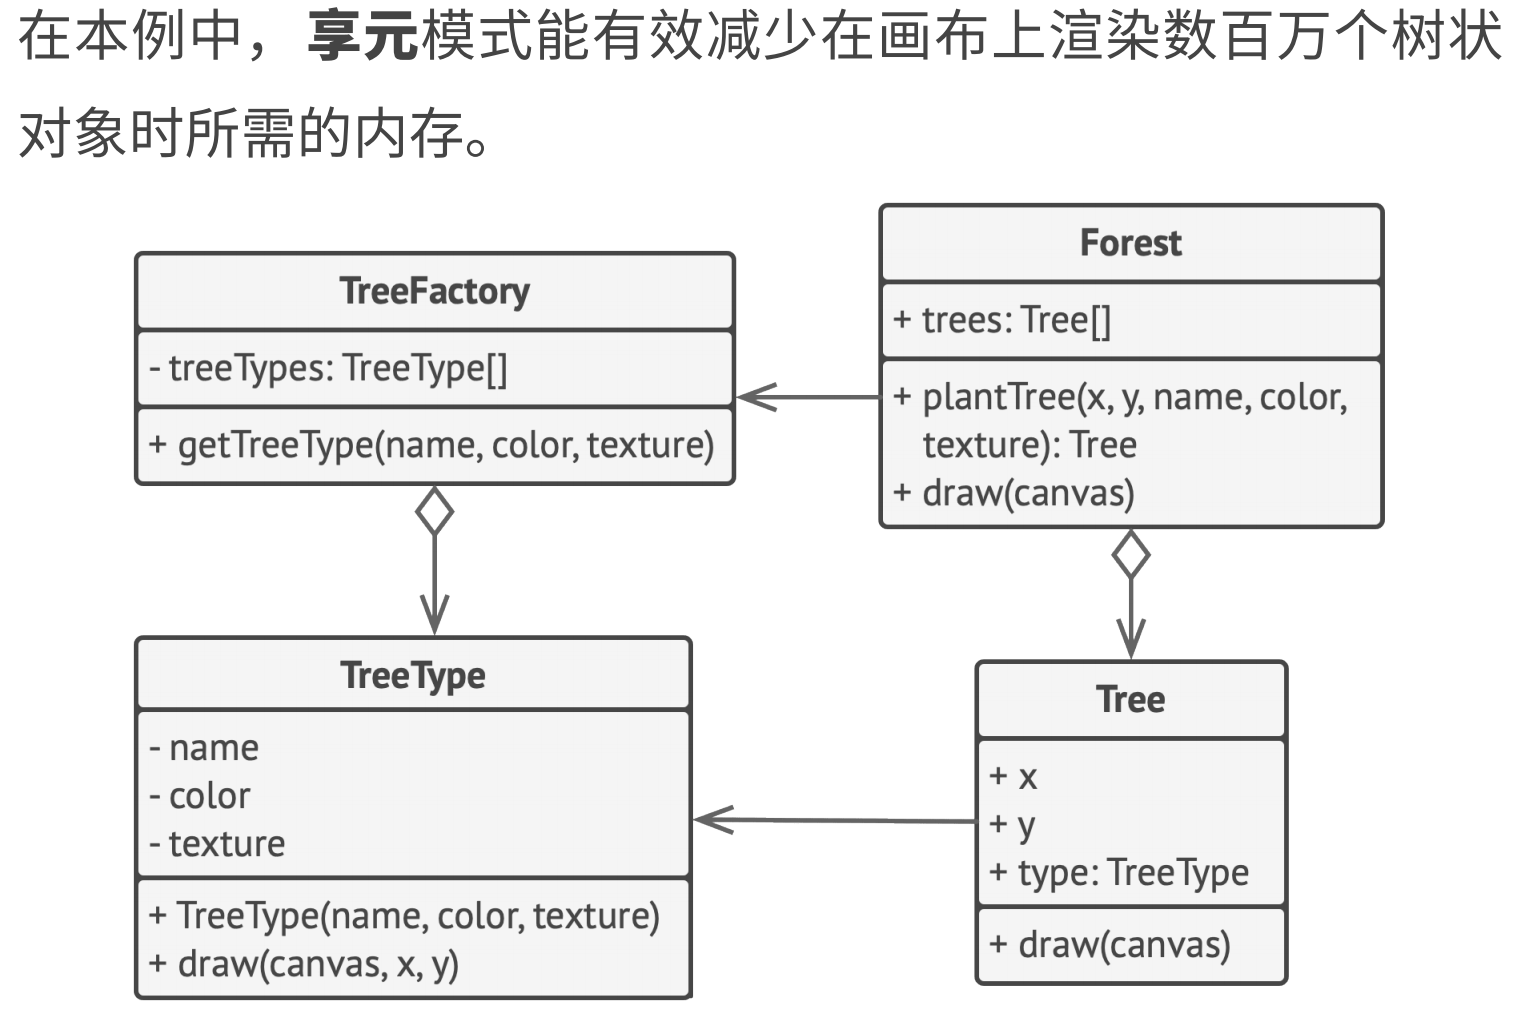 在本例中，享元模式能有效减少在画布上渲染数百万个树状
对象时所需的内存。
TreeFactory
- treeTypes: TreeType[]
+ getTreeType(name, color, texture)
Forest
+ trees: Tree[]
+ plantTree(x, y, name, color,
texture): Tree
+ draw(canvas)
TreeType
- name
- color
- texture
+ TreeType(name, color, texture)
+ draw(canvas, x, y)
Tree
+ x
+ y
+ type: TreeType
+ draw(canvas)